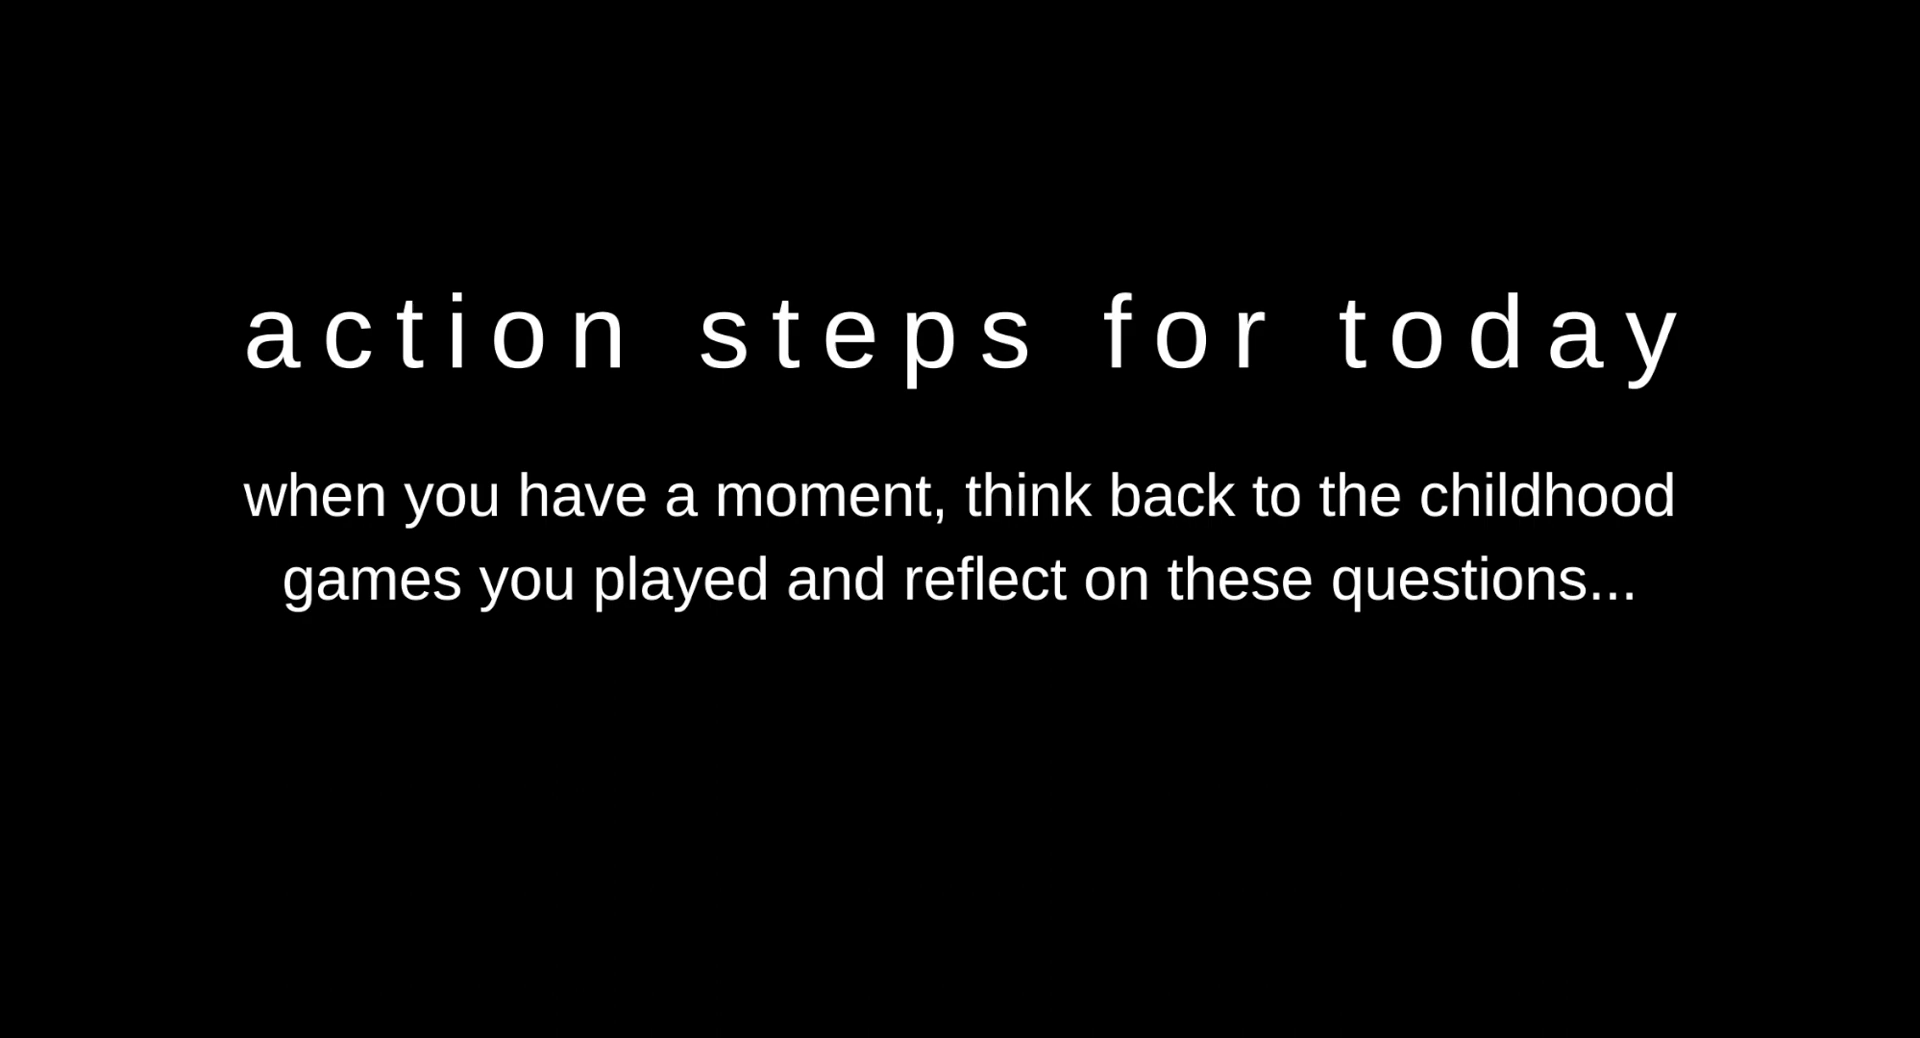 action steps for today
when you have a moment, think back to the childhood
games you played and reflect on these questions...